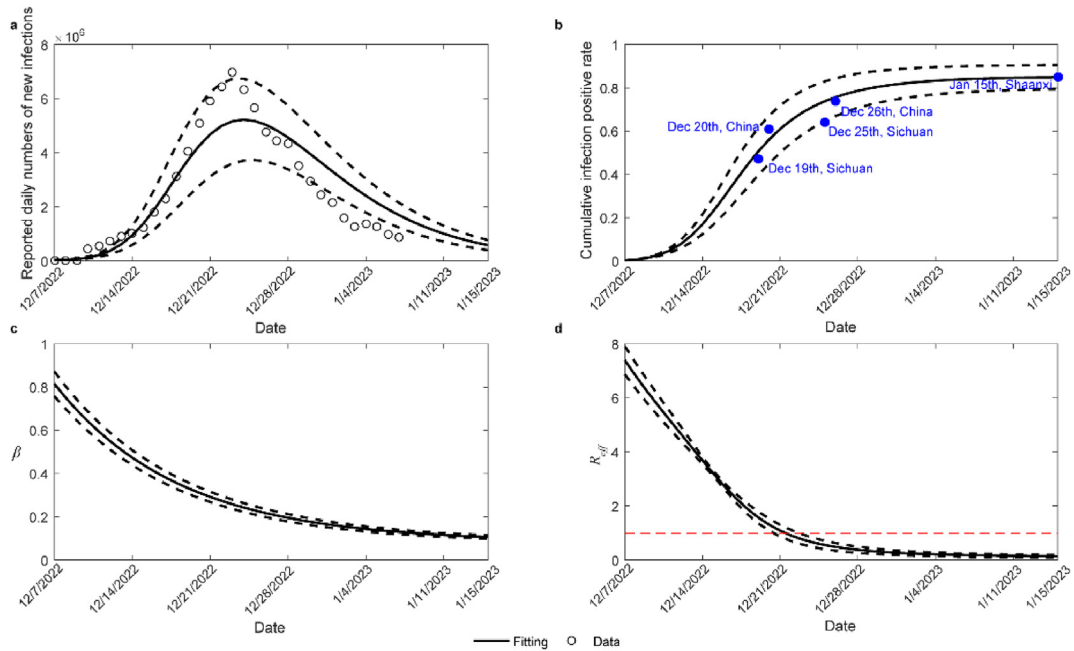 a
× 10⁶
Reported daily numbers of new infections
8
6
4
2
0
12/7/2022
12/14/2022
12/21/2022
12/28/2022
1/4/2023
1/11/2023
1/15/2023
Date
b
Cumulative infection positive rate
1
0.8
0.6
0.4
0.2
0
Jan 15th, Shaanxi
Dec 26th, China
Dec 20th, China
Dec 25th, Sichuan
Dec 19th, Sichuan
12/7/2022
12/14/2022
12/21/2022
12/28/2022
1/4/2023
1/11/2023
1/15/2023
Date
c
β
1
0.8
0.6
0.4
0.2
0
12/7/2022
12/14/2022
12/21/2022
12/28/2022
1/4/2023
1/11/2023
1/15/2023
Date
d
R_eff
8
6
4
2
0
12/7/2022
12/14/2022
12/21/2022
12/28/2022
1/4/2023
1/11/2023
1/15/2023
Date
Fitting Data